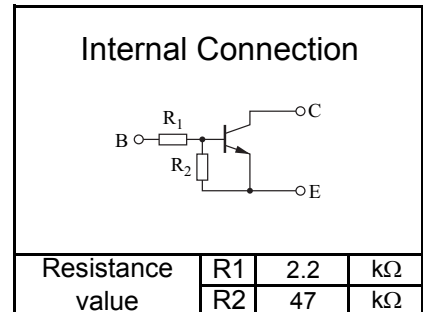 Internal Connection
C
R1
B
R2
E
Resistance R1 2.2 kΩ
value R2 47 kΩ